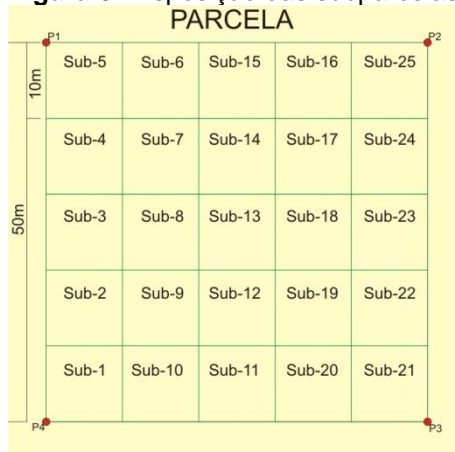 PARCELA
P1 P2
10m
Sub-5 Sub-6 Sub-15 Sub-16 Sub-25
Sub-4 Sub-7 Sub-14 Sub-17 Sub-24
50m
Sub-3 Sub-8 Sub-13 Sub-18 Sub-23
Sub-2 Sub-9 Sub-12 Sub-19 Sub-22
Sub-1 Sub-10 Sub-11 Sub-20 Sub-21
P4 P3